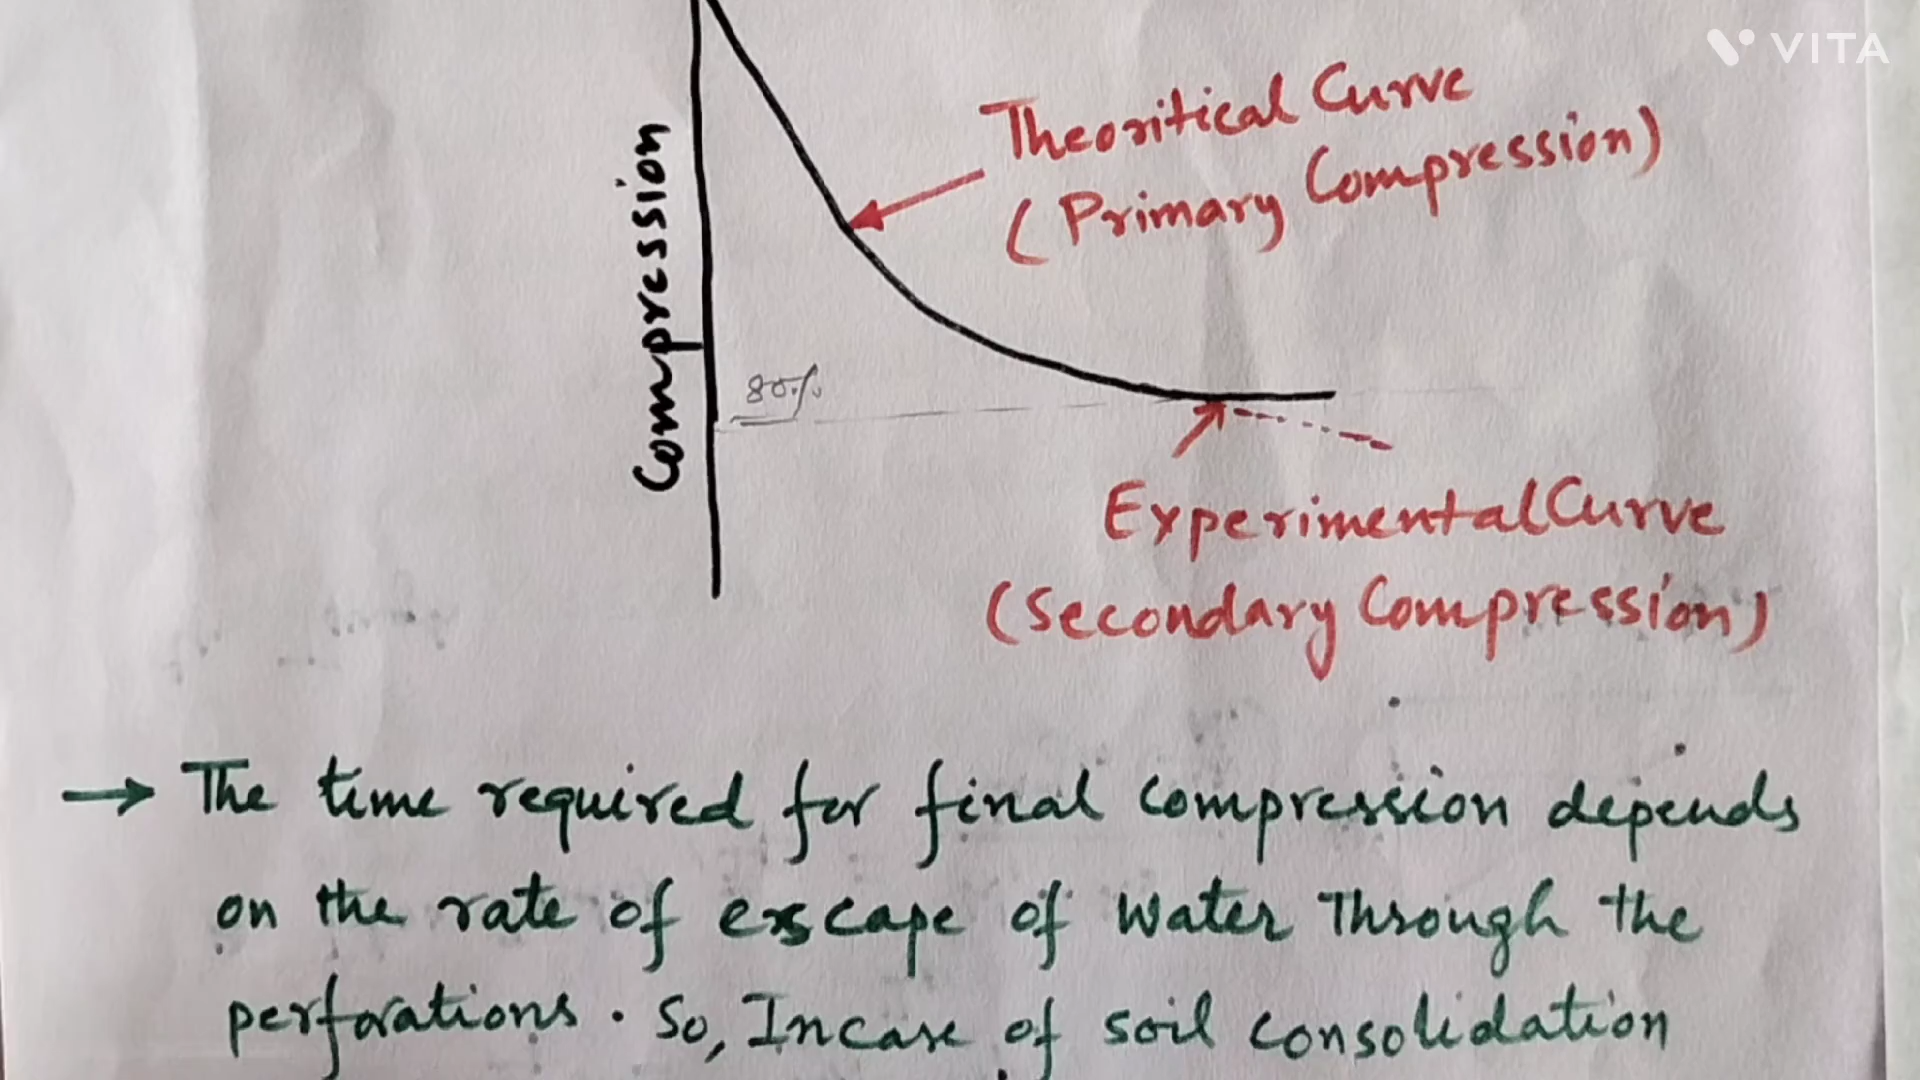 VITA
Theoritical Curve
(Primary Compression)
Compression
80%
Experimental Curve
(Secondary Compression)
→ The time required for final compression depends
on the rate of exscape of water Through the
perforations. So, Incase of soil consolidation